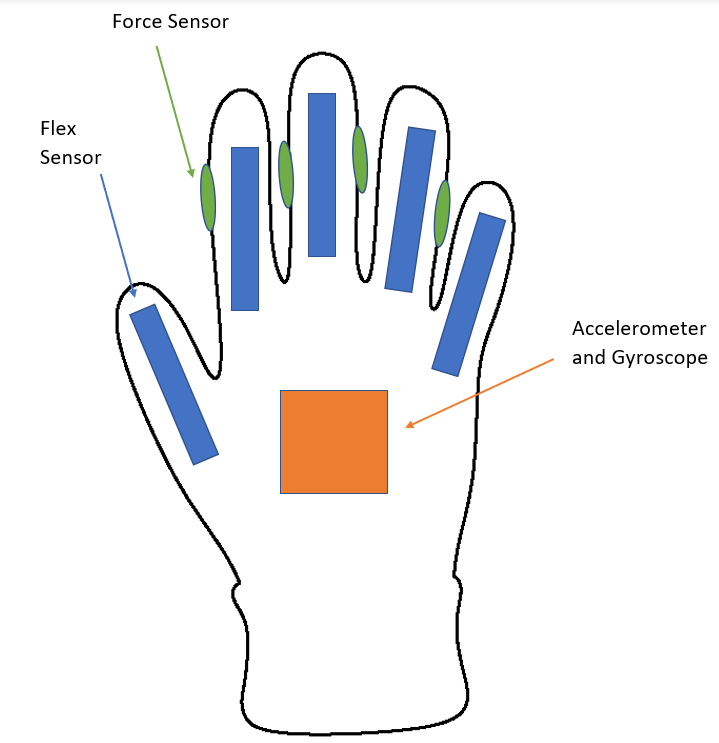 Force Sensor
Flex
Sensor
Accelerometer
and Gyroscope